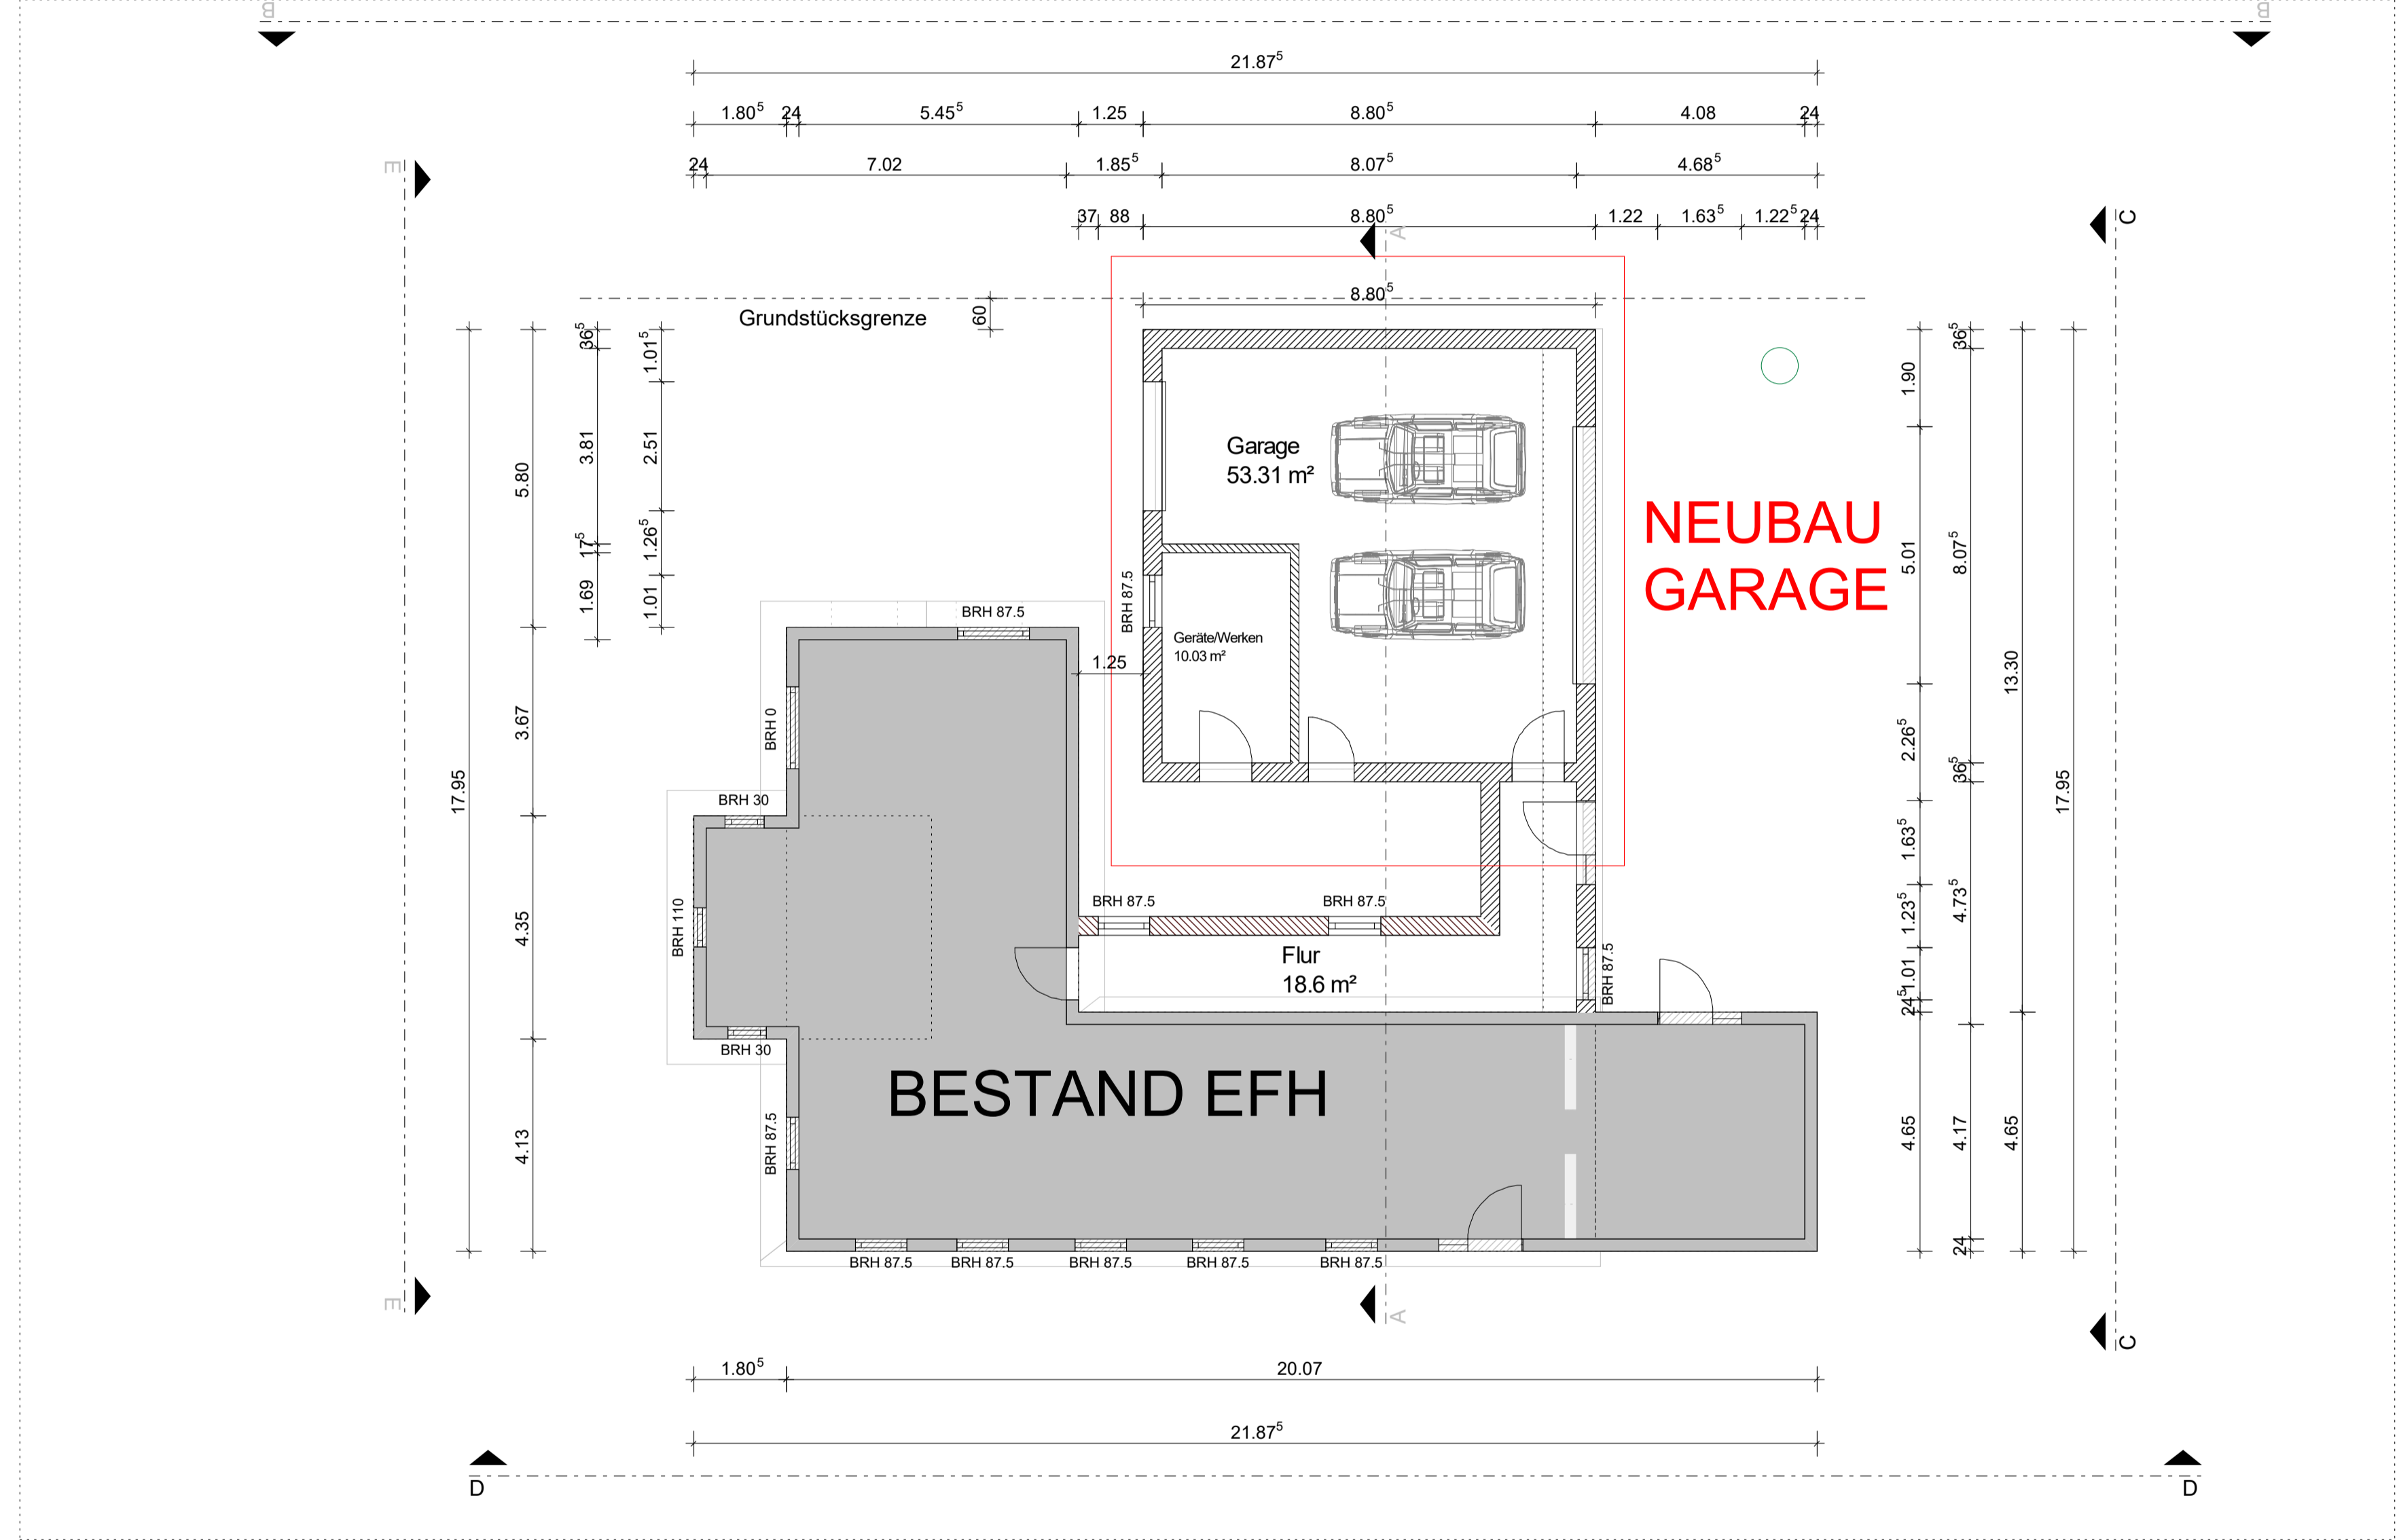 B
B
21.87⁵
1.80⁵ 24 5.45⁵ 1.25 8.80⁵ 4.08 24
24 7.02 1.85⁵ 8.07⁵ 4.68⁵
37 88 8.80⁵ 1.22 1.63⁵ 1.22⁵ 24
E
C
A
8.80⁵
Grundstücksgrenze
60
17.95
5.80
3.67
4.35
4.13
36⁵
3.81
17⁵
1.69
1.01⁵
2.51
1.26⁵
1.01
Garage
53.31 m²
NEUBAU
GARAGE
BRH 87.5
BRH 87.5
Geräte/Werken
10.03 m²
1.25
BRH 0
BRH 30
BRH 110
BRH 30
BRH 87.5
BRH 87.5
BRH 87.5
Flur
18.6 m²
BRH 87.5
BESTAND EFH
BRH 87.5
BRH 87.5
BRH 87.5
BRH 87.5
BRH 87.5
1.90
5.01
2.26⁵
1.63⁵
1.23⁵
1.01
24⁵
4.65
36⁵
8.07⁵
36⁵
4.73⁵
4.17
24
13.30
4.65
17.95
E
A
C
1.80⁵ 20.07
21.87⁵
D
D